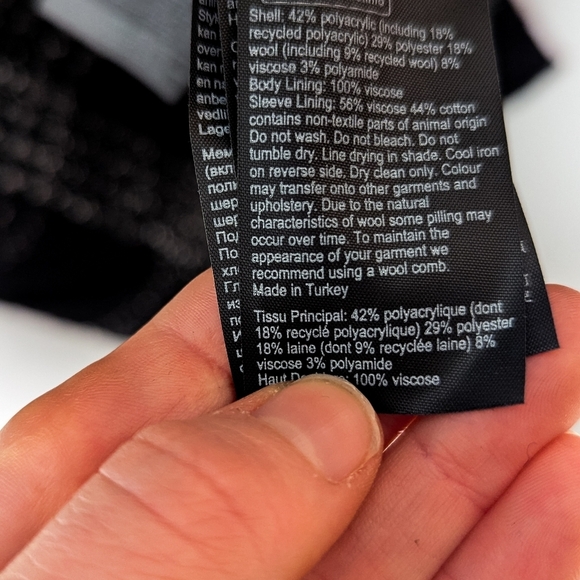 Shell: 42% polyacrylic (including 18%
recycled polyacrylic) 29% polyester 18%
wool (including 9% recycled wool) 8%
viscose 3% polyamide
Body Lining: 100% viscose
Sleeve Lining: 56% viscose 44% cotton
contains non-textile parts of animal origin
Do not wash. Do not bleach. Do not
tumble dry. Line drying in shade. Cool iron
on reverse side. Dry clean only. Colour
may transfer onto other garments and
upholstery. Due to the natural
characteristics of wool some pilling may
occur over time. To maintain the
appearance of your garment we
recommend using a wool comb.
Made in Turkey
Tissu Principal: 42% polyacrylique (dont
18% recyclé polyacrylique) 29% polyester
18% laine (dont 9% recyclée laine) 8%
viscose 3% polyamide
Haut 100% viscose